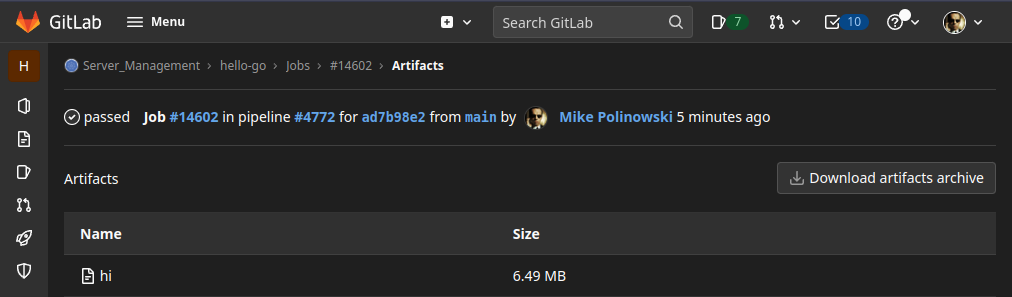 GitLab Menu Search GitLab 7 10
H Server_Management › hello-go › Jobs › #14602 › Artifacts
passed Job #14602 in pipeline #4772 for ad7b98e2 from main by Mike Polinowski 5 minutes ago
Artifacts Download artifacts archive
Name Size
hi 6.49 MB